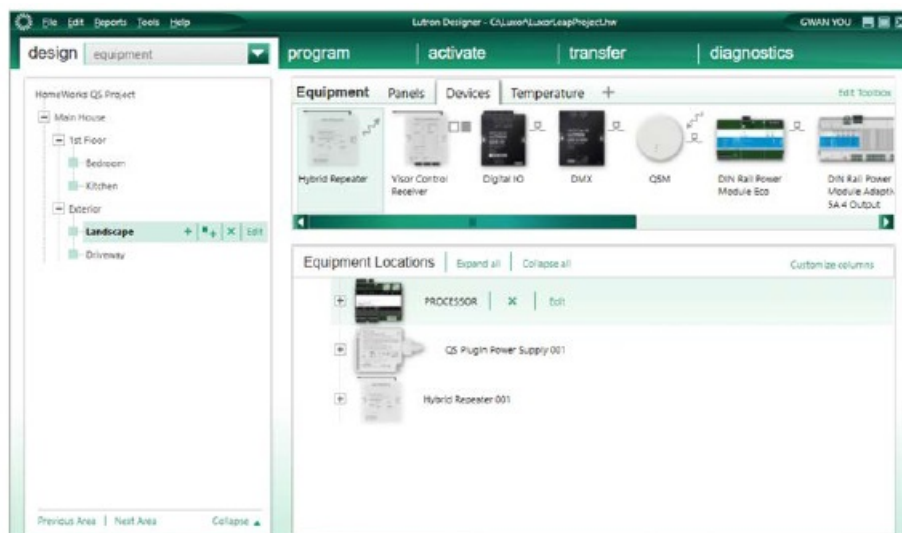 File Edit Reports Tools Help
Lutron Designer - C:\Luxor\LuxorLeapProject.hw
GWAN YOU
design equipment
program activate transfer diagnostics
HomeWorks QS Project
Main House
1st Floor
Bedroom
Kitchen
Exterior
Landscape + + × Edit
Driveway
Previous Area | Next Area Collapse
Equipment Panels Devices Temperature +
Edit Toolbox
Hybrid Repeater
Visor Control
Receiver
Digital IO
DMX
QSM
DIN Rail Power
Module Eco
DIN Rail Power
Module Adaptiv
5A 4 Output
Equipment Locations Expand all Collapse all
Customize columns
PROCESSOR × Edit
QS Plugin Power Supply 001
Hybrid Repeater 001